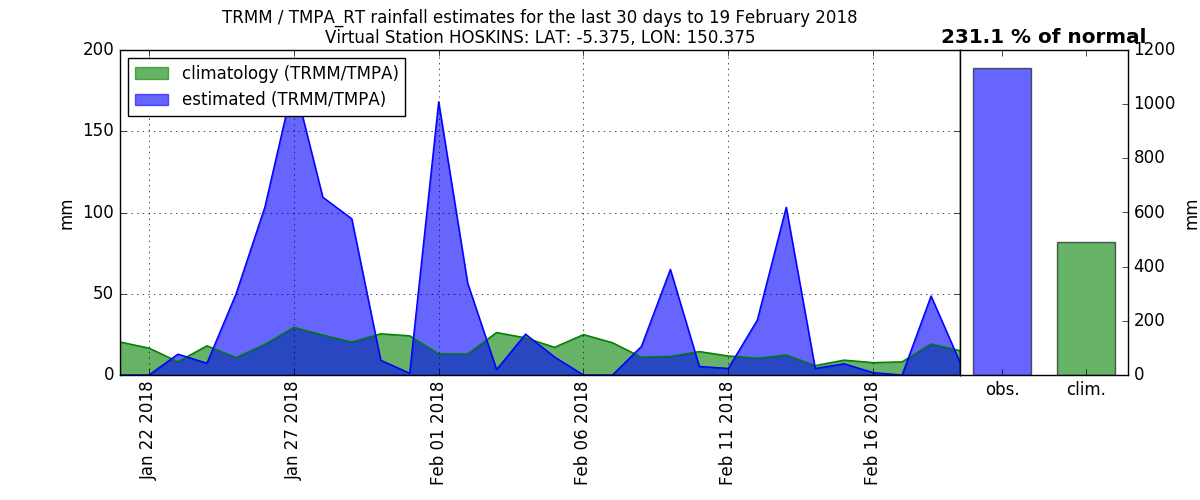 TRMM / TMPA_RT rainfall estimates for the last 30 days to 19 February 2018
Virtual Station HOSKINS: LAT: -5.375, LON: 150.375
231.1 % of normal
climatology (TRMM/TMPA)
estimated (TRMM/TMPA)
200
150
100
50
0
mm
1200
1000
800
600
400
200
0
mm
Jan 22 2018
Jan 27 2018
Feb 01 2018
Feb 06 2018
Feb 11 2018
Feb 16 2018
obs.
clim.